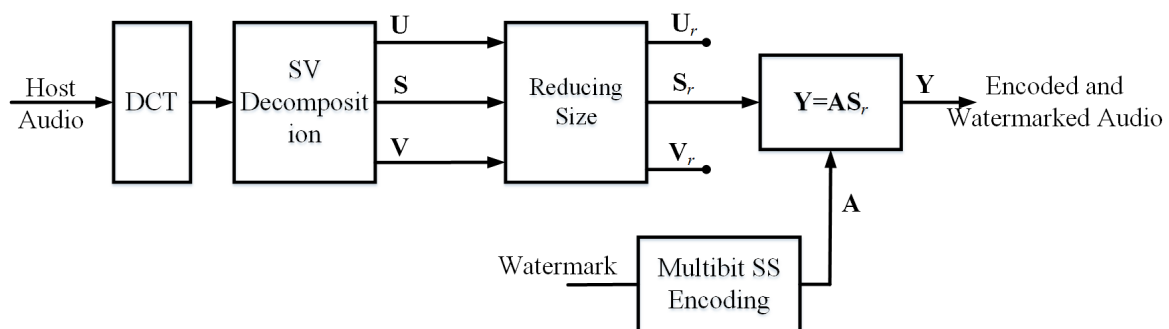 Host
Audio
DCT
SV
Decomposit
ion
U
S
V
Reducing
Size
U_r
S_r
V_r
Y=AS_r
Y
Encoded and
Watermarked Audio
A
Watermark
Multibit SS
Encoding